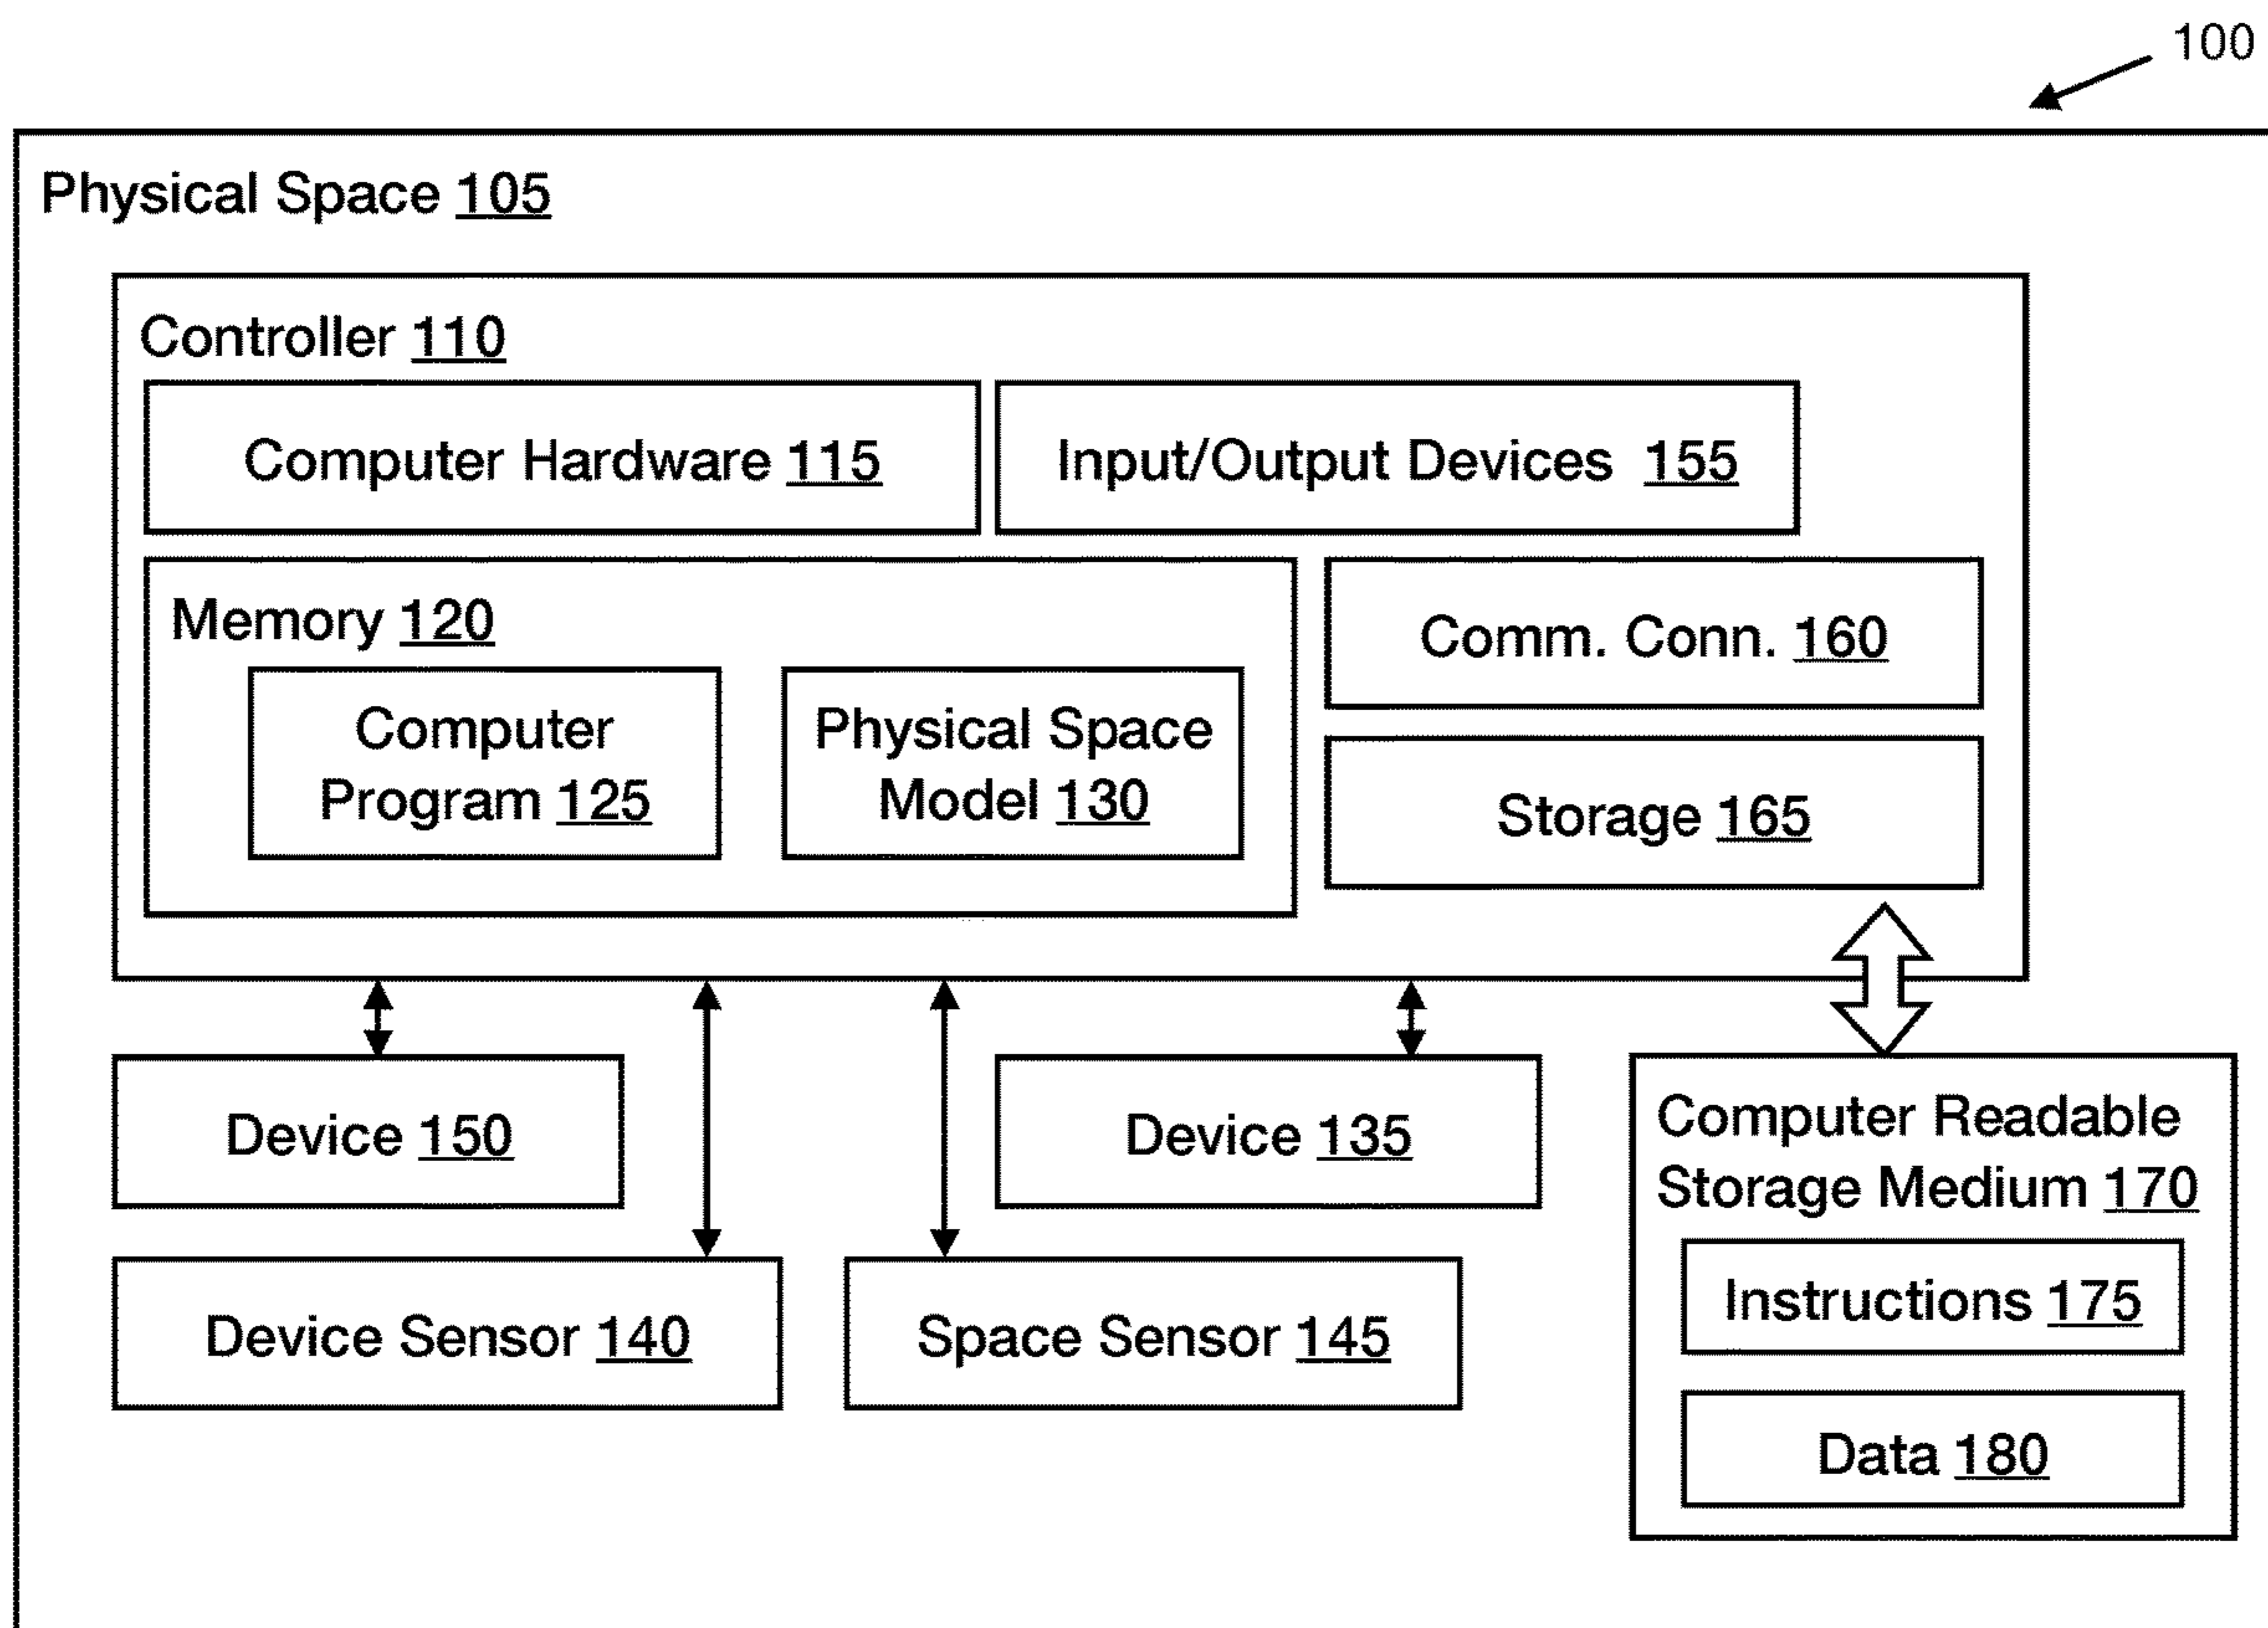 100
Physical Space 105
Controller 110
Computer Hardware 115
Input/Output Devices 155
Memory 120
Computer
Program 125
Physical Space
Model 130
Comm. Conn. 160
Storage 165
Device 150
Device 135
Device Sensor 140
Space Sensor 145
Computer Readable
Storage Medium 170
Instructions 175
Data 180